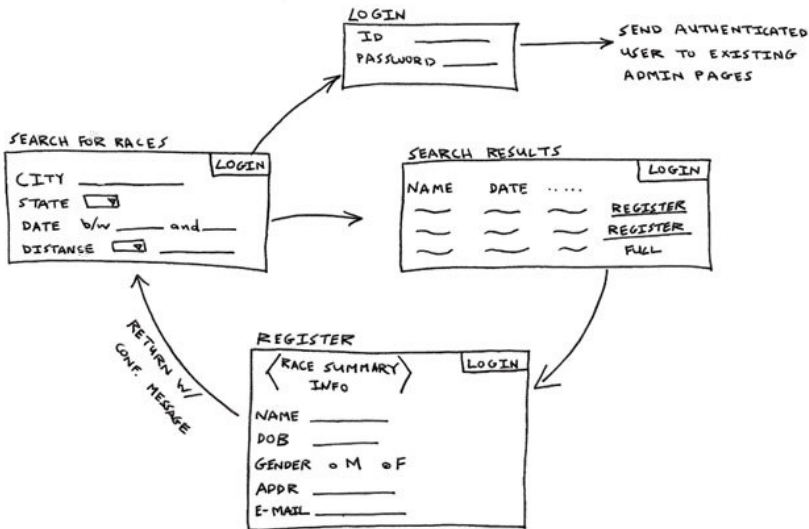 LOGIN
ID
PASSWORD
SEND AUTHENTICATED
USER TO EXISTING
ADMIN PAGES
SEARCH FOR RACES
LOGIN
CITY
STATE
DATE b/w and
DISTANCE
SEARCH RESULTS
LOGIN
NAME DATE .....
REGISTER
REGISTER
FULL
RETURN W/
CONF. MESSAGE
REGISTER
LOGIN
<RACE SUMMARY
INFO>
NAME
DOB
GENDER M F
ADDR
E-MAIL